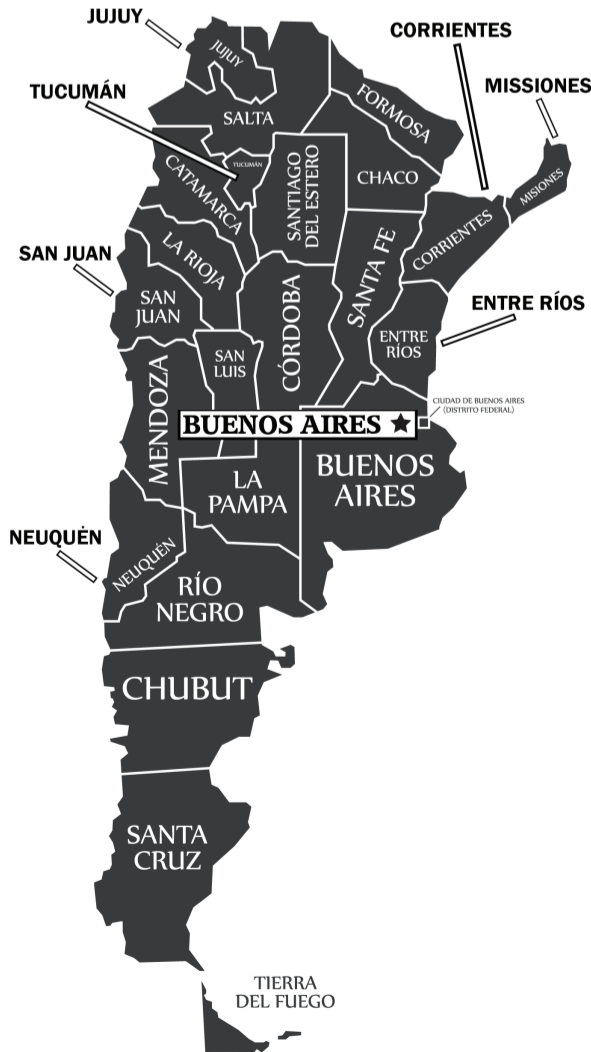 JUJUY
CORRIENTES
JUJUY
MISSIONES
TUCUMÁN
FORMOSA
SALTA
TUCUMÁN
CATAMARCA
SANTIAGO
DEL ESTERO
CHACO
MISIONES
CORRIENTES
SAN JUAN
LA RIOJA
SANTA FE
SAN
JUAN
CÓRDOBA
ENTRE RÍOS
ENTRE
RÍOS
SAN
LUIS
MENDOZA
CIUDAD DE BUENOS AIRES
(DISTRITO FEDERAL)
BUENOS AIRES
BUENOS
AIRES
LA
PAMPA
NEUQUÉN
NEUQUÉN
RÍO
NEGRO
CHUBUT
SANTA
CRUZ
TIERRA
DEL FUEGO